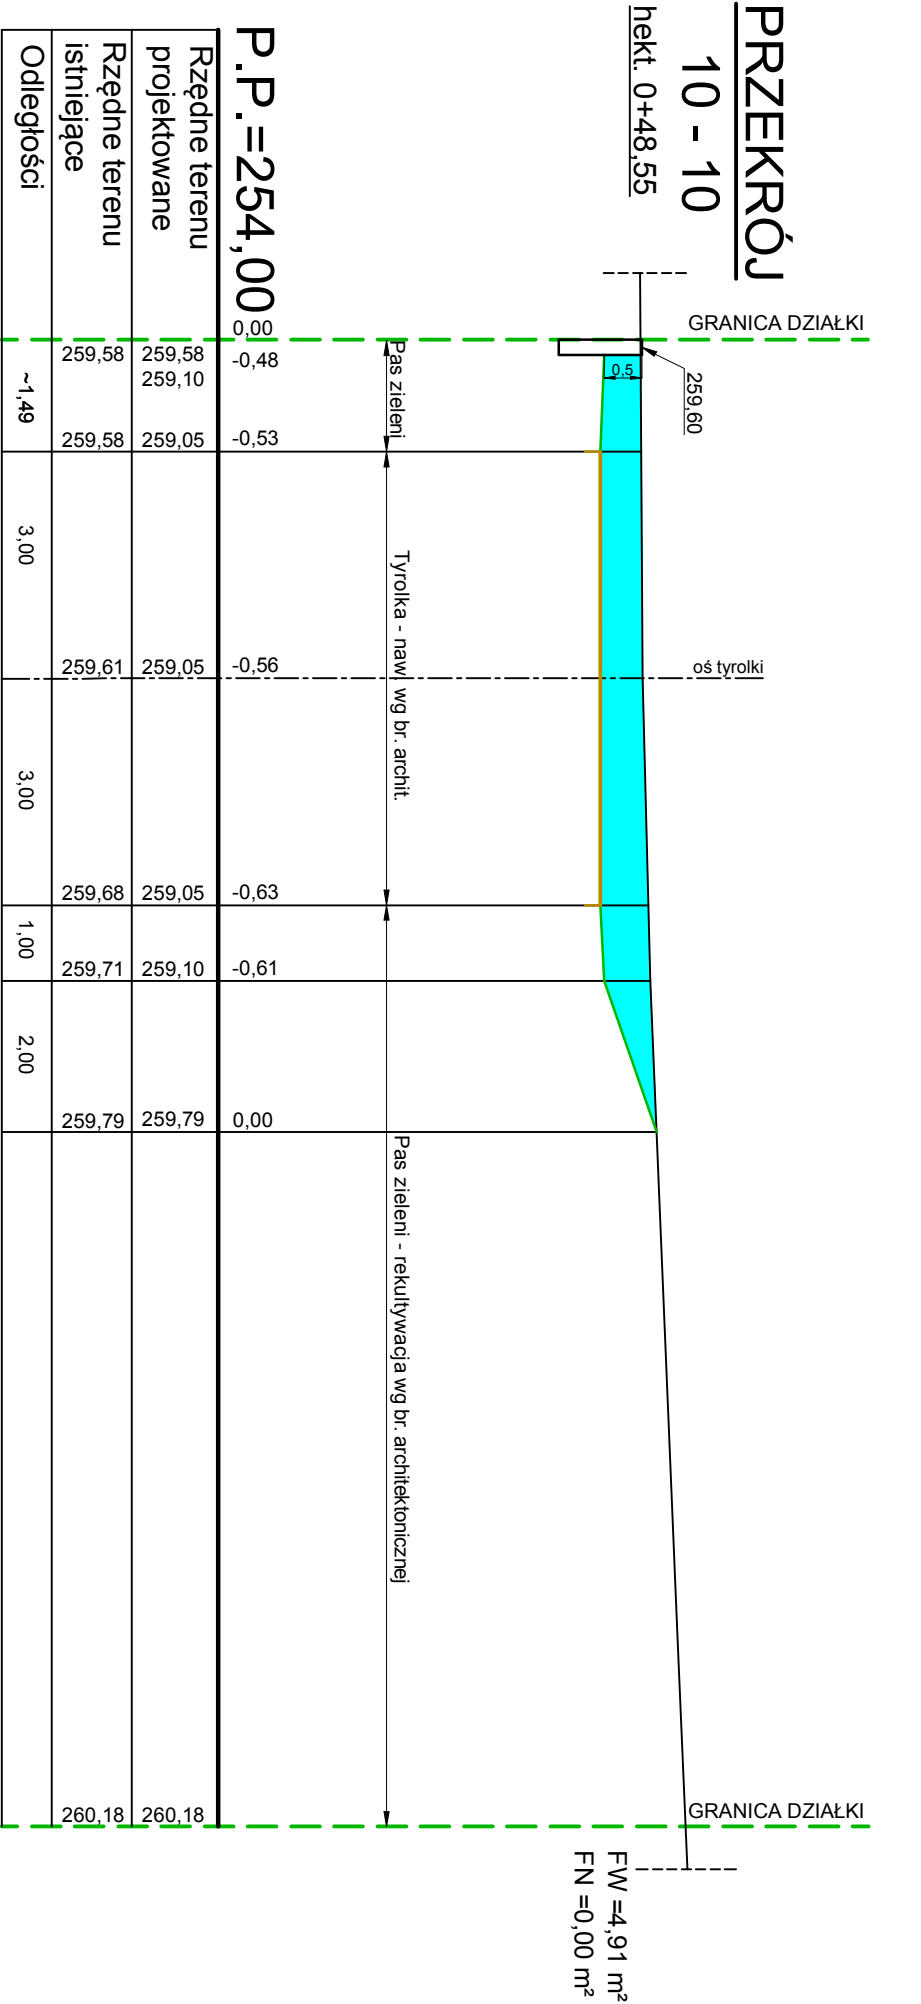 PRZEKRÓJ
10 - 10
hekt. 0+48,55
GRANICA DZIAŁKI
259,60
0,5
oś tyrolki
GRANICA DZIAŁKI
FW =4,91 m²
FN =0,00 m²
Pas zieleni
Tyrolka - naw. wg br. archit.
Pas zieleni - rekultywacja wg br. architektonicznej
P.P.=254,00
0,00
-0,48
-0,53
-0,56
-0,63
-0,61
0,00
Rzędne terenu
projektowane
259,58
259,10
259,05
259,05
259,05
259,10
259,79
260,18
Rzędne terenu
istniejące
259,58
259,58
259,61
259,68
259,71
259,79
260,18
Odległości
~1,49
3,00
3,00
1,00
2,00